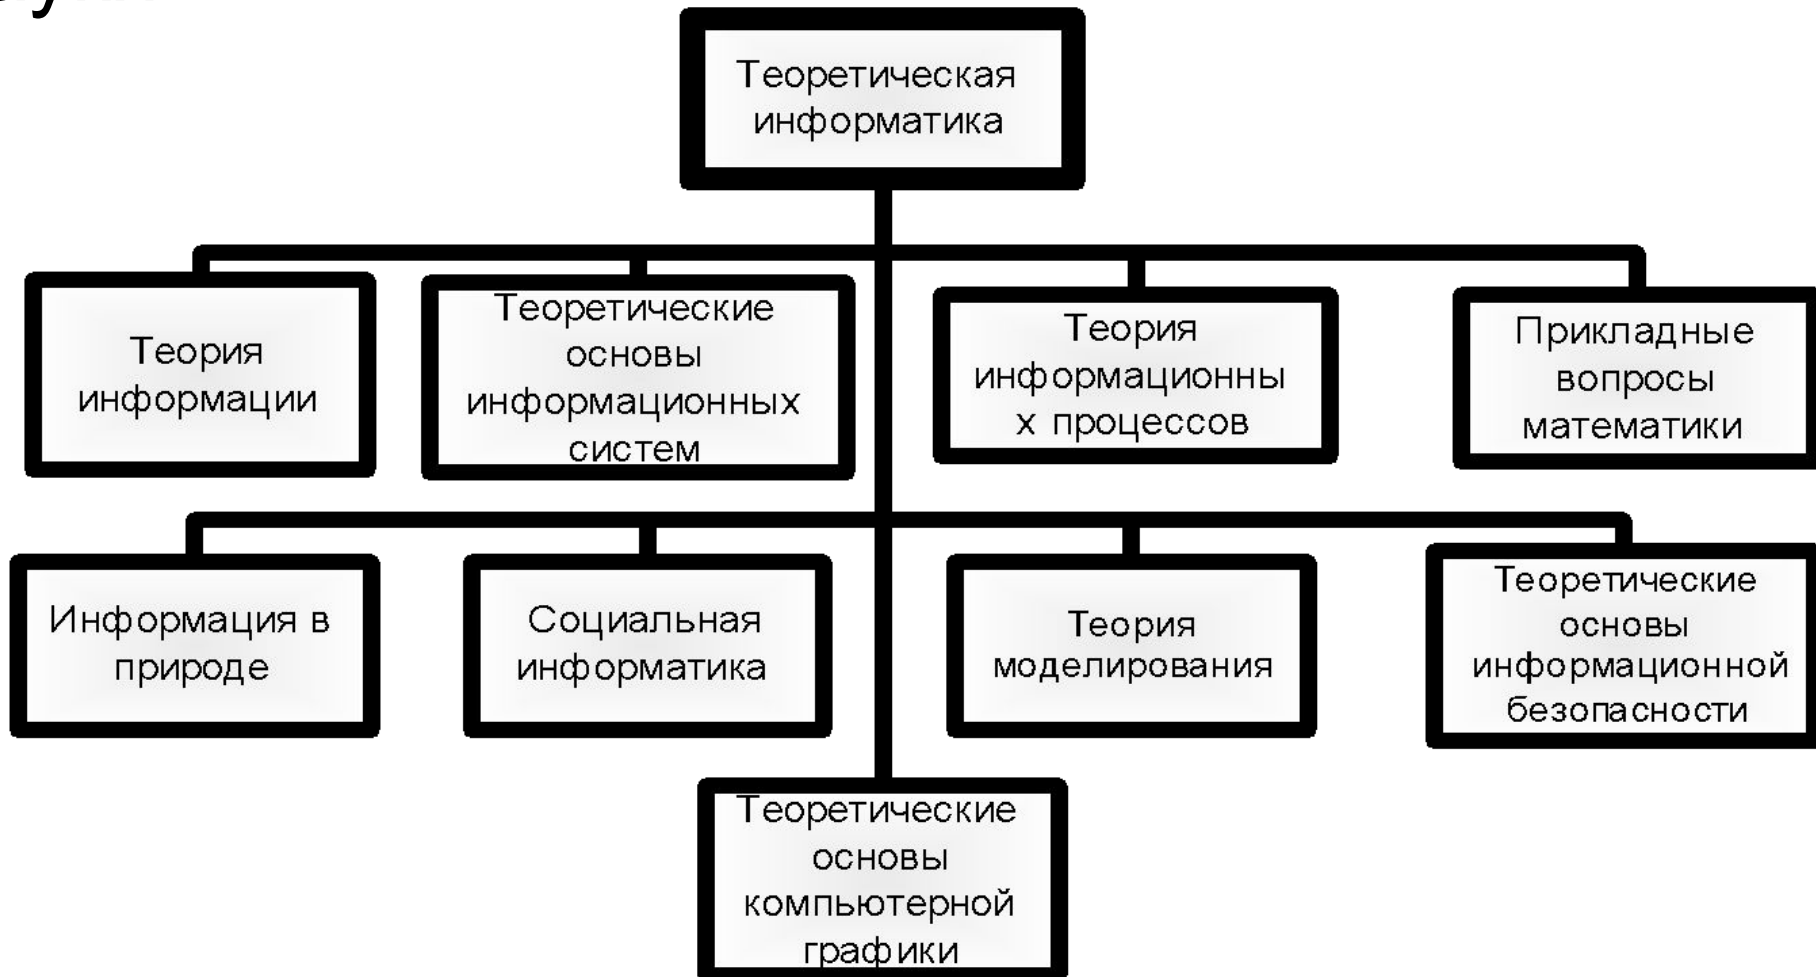 Теоретическая
информатика
Теория
информации
Теоретические
основы
информационных
систем
Теория
информационны
х процессов
Прикладные
вопросы
математики
Информация в
природе
Социальная
информатика
Теория
моделирования
Теоретические
основы
информационной
безопасности
Теоретические
основы
компьютерной
графики